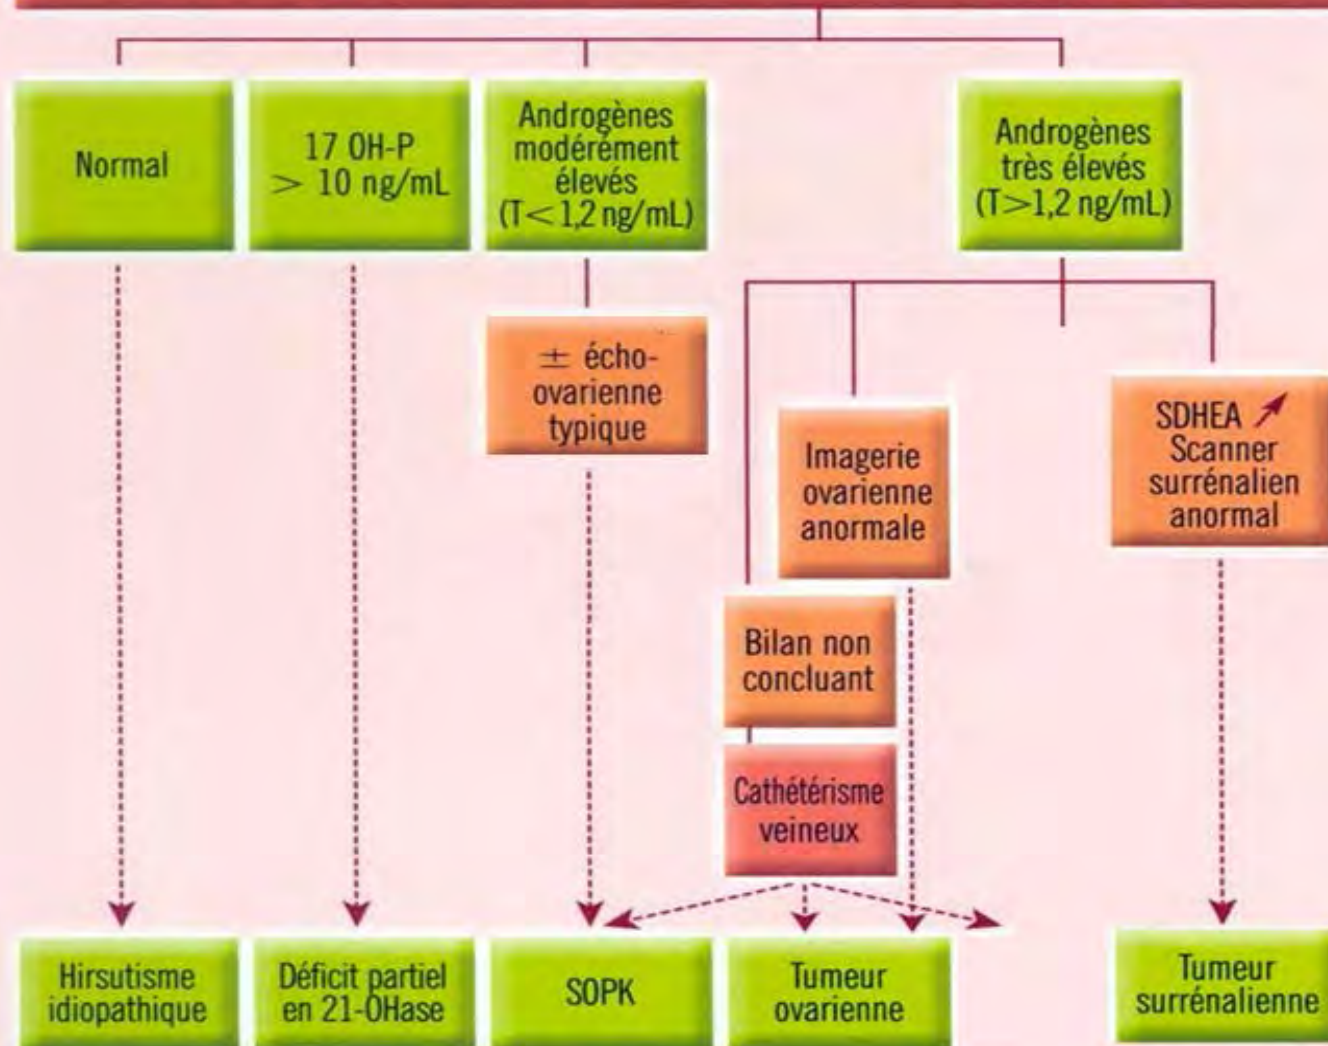 Normal
17 OH-P
> 10 ng/mL
Androgènes
modérément
élevés
(T<1,2 ng/mL)
Androgènes
très élevés
(T>1,2 ng/mL)
± écho-
ovarienne
typique
Imagerie
ovarienne
anormale
SDHEA ↗
Scanner
surrénalien
anormal
Bilan non
concluant
Cathétérisme
veineux
Hirsutisme
idiopathique
Déficit partiel
en 21-OHase
SOPK
Tumeur
ovarienne
Tumeur
surrénalienne